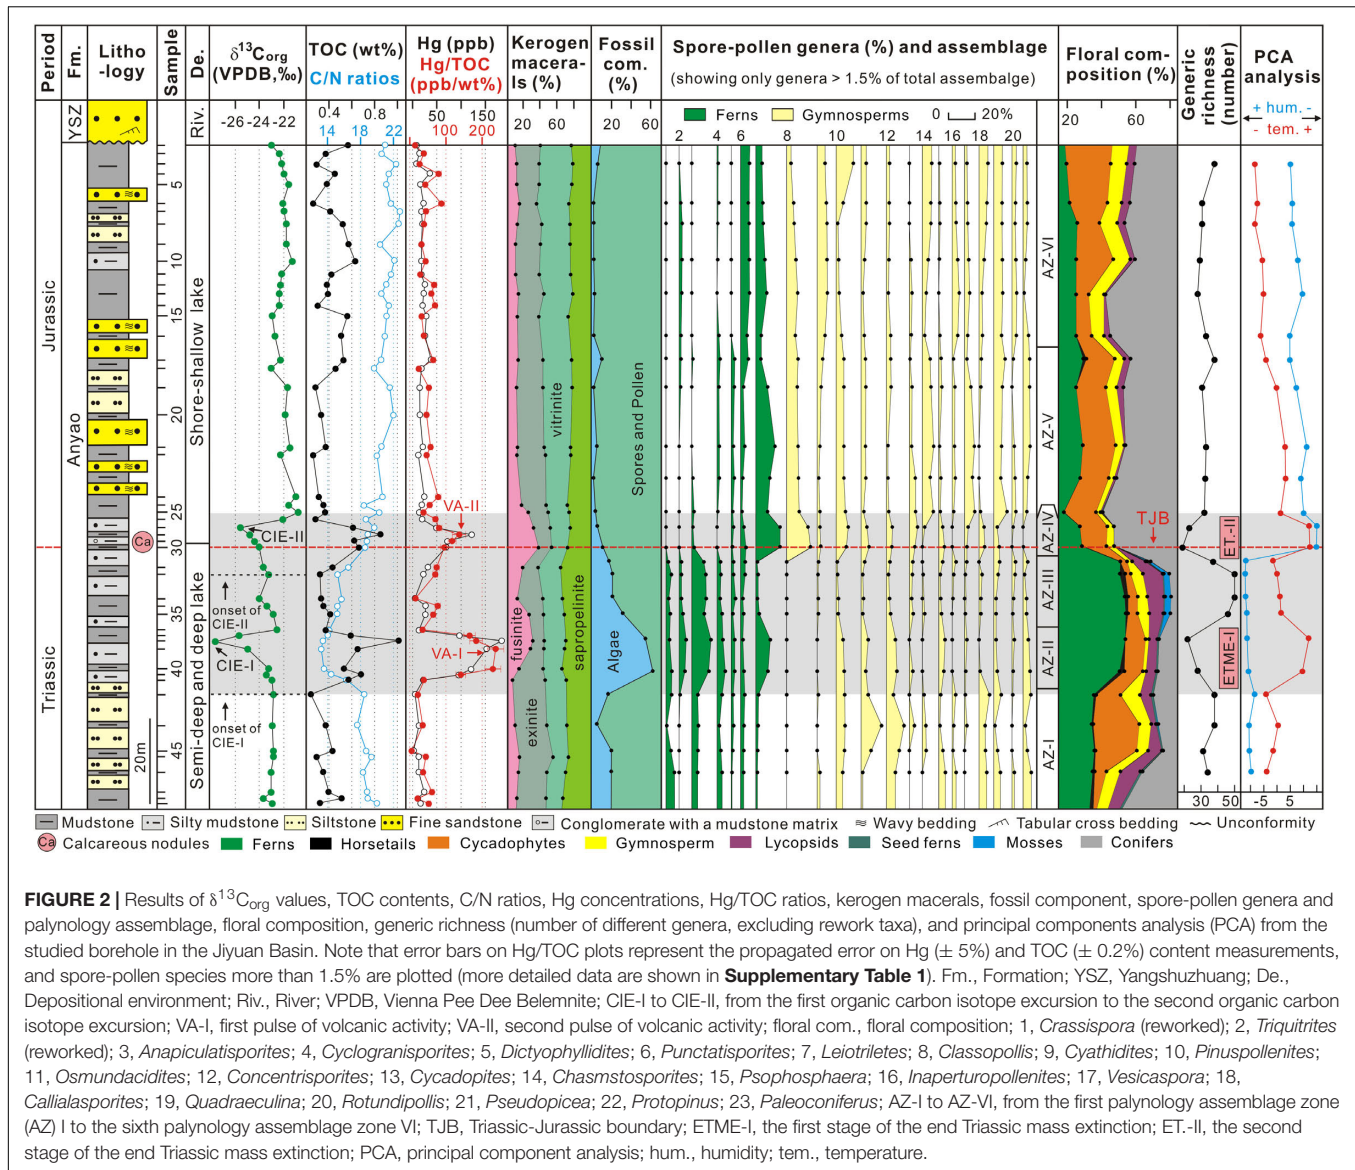 Period
Fm.
Litho
-logy
Sample
De.
δ13Corg
(VPDB,‰)
-26 -24 -22
TOC (wt%)
C/N ratios
0.4 0.8
14 18 22
Hg (ppb)
Hg/TOC
(ppb/wt%)
50 150
100 200
Kerogen
macera-
ls (%)
20 60
Fossil
com.
(%)
20 60
Spore-pollen genera (%) and assemblage
(showing only genera > 1.5% of total assembalge)
Ferns Gymnosperms 0 20%
2 4 6 8 10 12 14 16 18 20
Floral com-
position (%)
20 60
Generic
richness
(number)
PCA
analysis
+ hum. -
- tem. +
YSZ
Riv.
Jurassic
Triassic
Anyao
Shore-shallow lake
Semi-deep and deep lake
5
10
15
20
25
30
35
40
45
20m
Ca
CIE-II
onset of
CIE-II
CIE-I
onset of
CIE-I
VA-II
VA-I
fusinite
exinite
vitrinite
sapropelinite
Algae
Spores and Pollen
AZ-VI
AZ-V
AZ-IV
AZ-III
AZ-II
AZ-I
TJB
ET.-II
ETME-I
30 50
-5 5
Mudstone Silty mudstone Siltstone Fine sandstone Conglomerate with a mudstone matrix Wavy bedding Tabular cross bedding Unconformity
Ca Calcareous nodules Ferns Horsetails Cycadophytes Gymnosperm Lycopsids Seed ferns Mosses Conifers
FIGURE 2 | Results of δ13Corg values, TOC contents, C/N ratios, Hg concentrations, Hg/TOC ratios, kerogen macerals, fossil component, spore-pollen genera and
palynology assemblage, floral composition, generic richness (number of different genera, excluding rework taxa), and principal components analysis (PCA) from the
studied borehole in the Jiyuan Basin. Note that error bars on Hg/TOC plots represent the propagated error on Hg (± 5%) and TOC (± 0.2%) content measurements,
and spore-pollen species more than 1.5% are plotted (more detailed data are shown in Supplementary Table 1). Fm., Formation; YSZ, Yangshuzhuang; De.,
Depositional environment; Riv., River; VPDB, Vienna Pee Dee Belemnite; CIE-I to CIE-II, from the first organic carbon isotope excursion to the second organic carbon
isotope excursion; VA-I, first pulse of volcanic activity; VA-II, second pulse of volcanic activity; floral com., floral composition; 1, Crassispora (reworked); 2, Triquitrites
(reworked); 3, Anapiculatisporites; 4, Cyclogranisporites; 5, Dictyophyllidites; 6, Punctatisporites; 7, Leiotriletes; 8, Classopollis; 9, Cyathidites; 10, Pinuspollenites;
11, Osmundacidites; 12, Concentrisporites; 13, Cycadopites; 14, Chasmstosporites; 15, Psophosphaera; 16, Inaperturopollenites; 17, Vesicaspora; 18,
Callialasporites; 19, Quadraeculina; 20, Rotundipollis; 21, Pseudopicea; 22, Protopinus; 23, Paleoconiferus; AZ-I to AZ-VI, from the first palynology assemblage zone
(AZ) I to the sixth palynology assemblage zone VI; TJB, Triassic-Jurassic boundary; ETME-I, the first stage of the end Triassic mass extinction; ET.-II, the second
stage of the end Triassic mass extinction; PCA, principal component analysis; hum., humidity; tem., temperature.